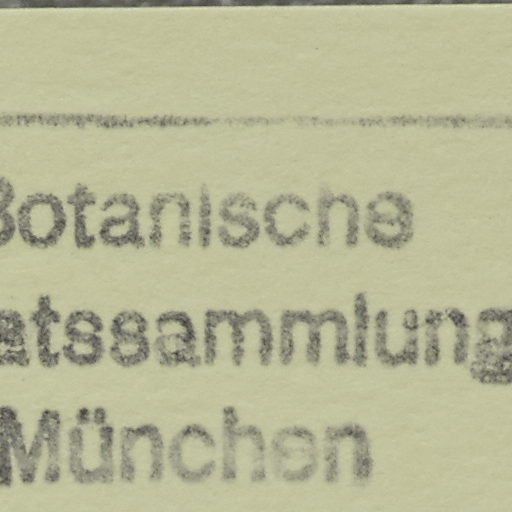 Botanische
atssammlung
München